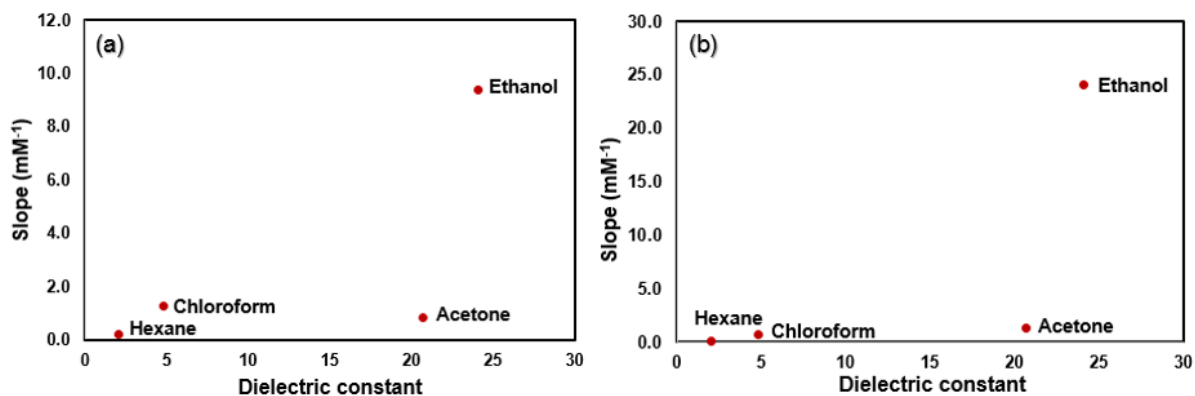 (a)
12.0
10.0
8.0
6.0
4.0
2.0
0.0
Slope (mM⁻¹)
Ethanol
Chloroform
Hexane
Acetone
0 5 10 15 20 25 30
Dielectric constant
(b)
30.0
25.0
20.0
15.0
10.0
5.0
0.0
Slope (mM⁻¹)
Ethanol
Hexane
Chloroform
Acetone
0 5 10 15 20 25 30
Dielectric constant